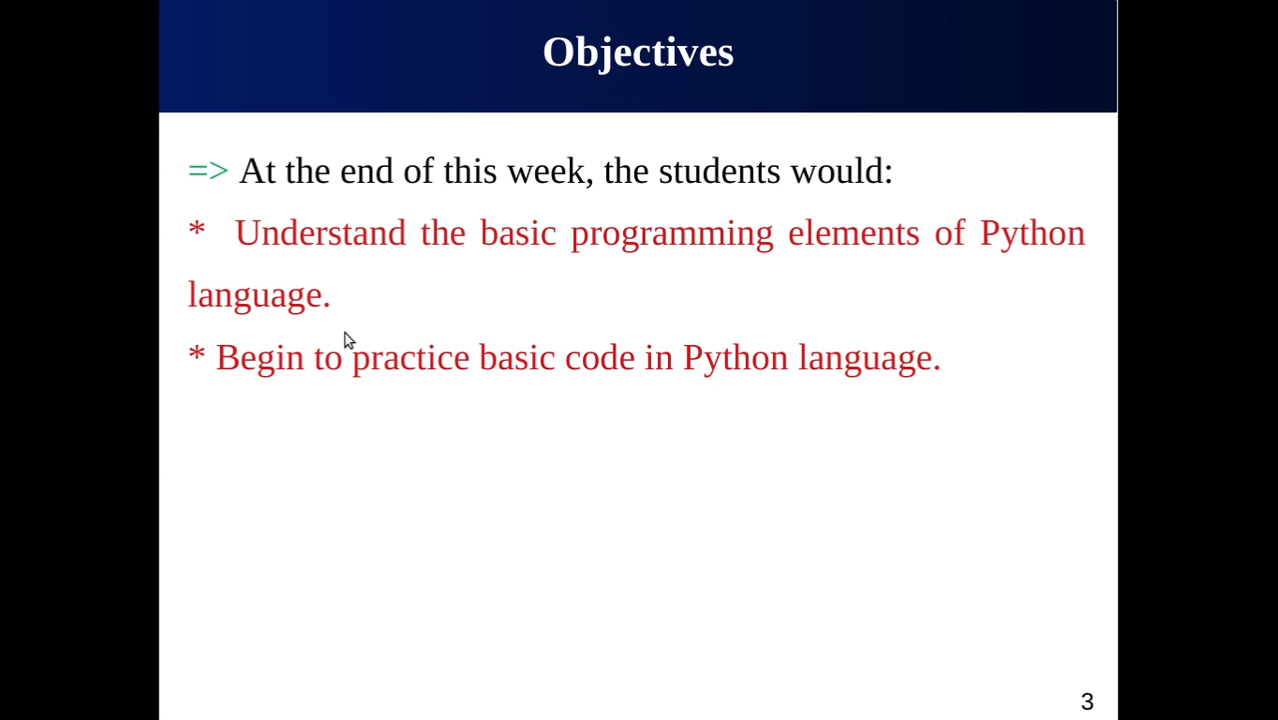 Objectives
=> At the end of this week, the students would:
* Understand the basic programming elements of Python
language.
* Begin to practice basic code in Python language.
3